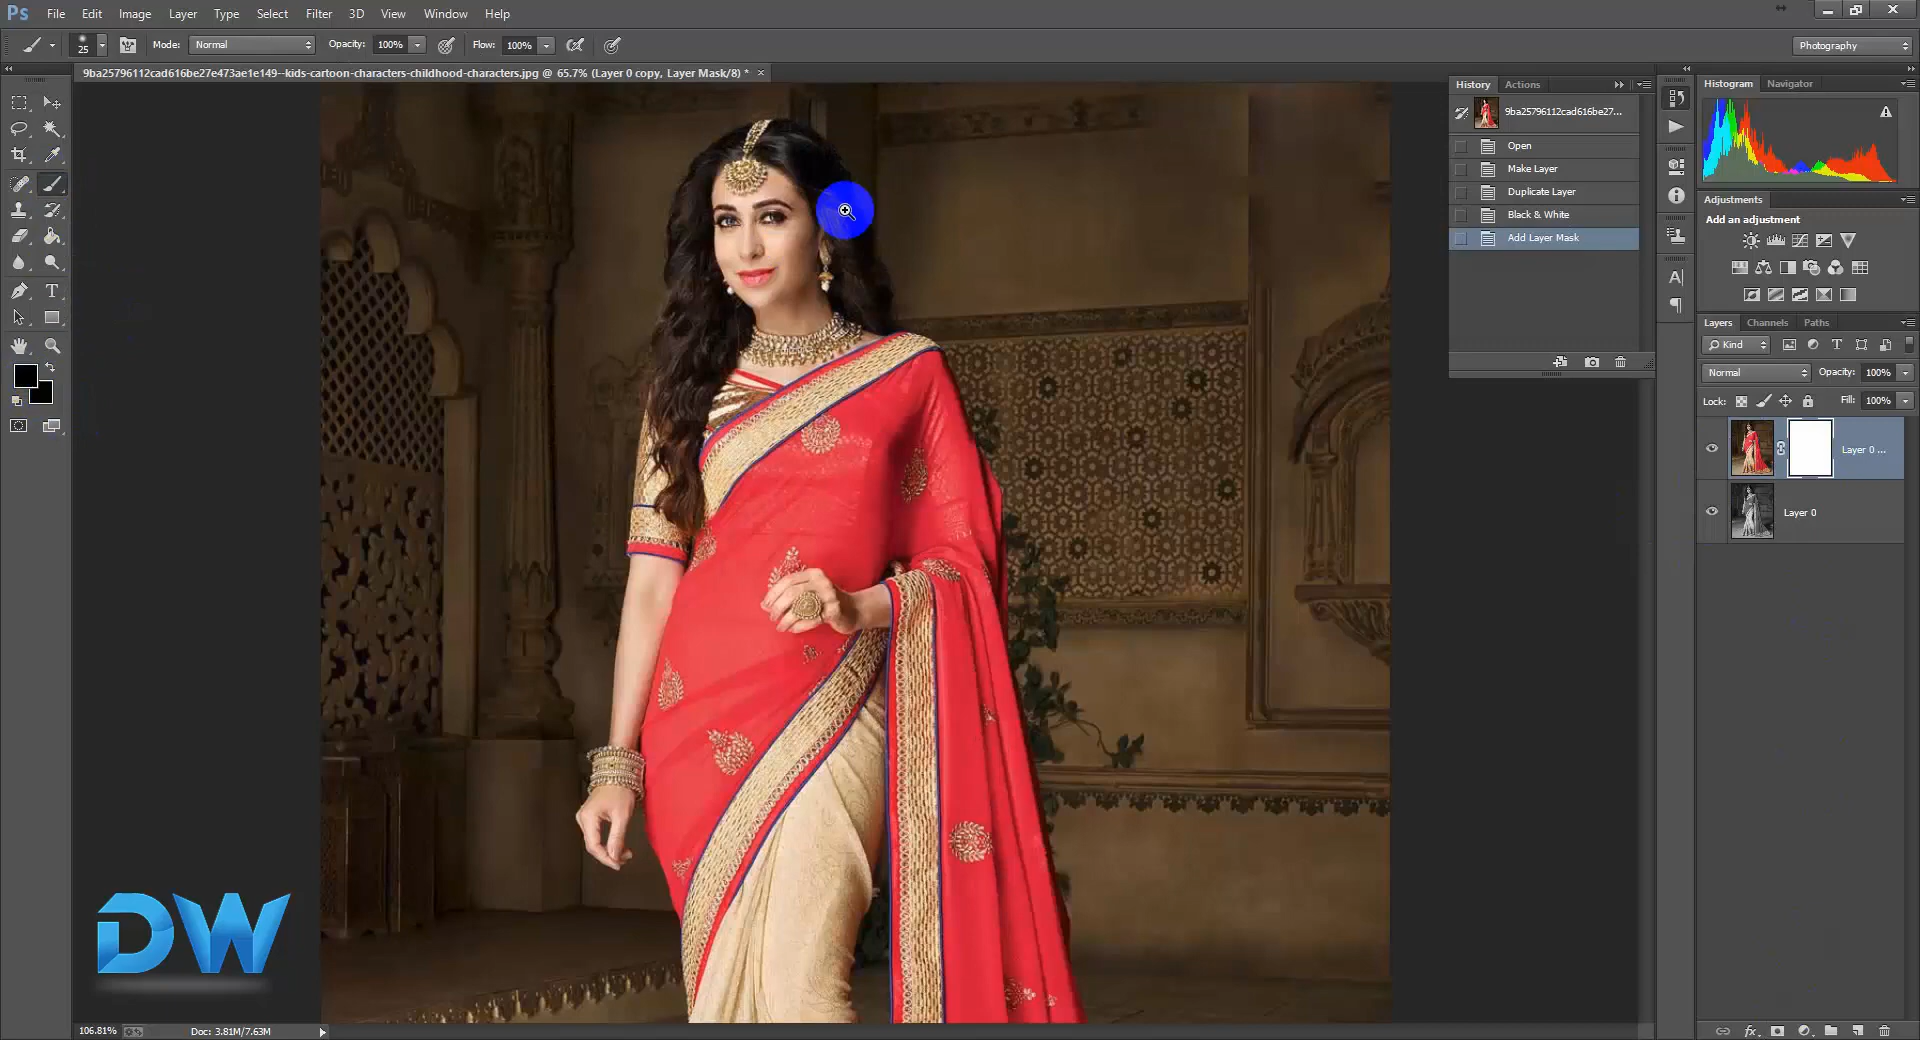 Ps File Edit Image Layer Type Select Filter 3D View Window Help
25 Mode: Normal Opacity: 100% Flow: 100% Photography
9ba25796112cad616be27e473ae1e149--kids-cartoon-characters-childhood-characters.jpg @ 65.7% (Layer 0 copy, Layer Mask/8) *
History Actions
9ba25796112cad616be27...
Open
Make Layer
Duplicate Layer
Black & White
Add Layer Mask
Histogram Navigator
Adjustments
Add an adjustment
Layers Channels Paths
Kind
Normal Opacity: 100%
Lock: Fill: 100%
Layer 0 ...
Layer 0
DW
106.81% Doc: 3.81M/7.63M